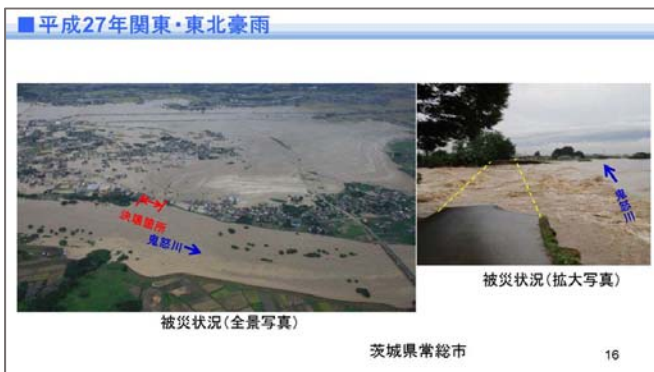 ■平成27年関東・東北豪雨
決壊箇所
鬼怒川
鬼怒川
被災状況(全景写真)
被災状況(拡大写真)
茨城県常総市
16